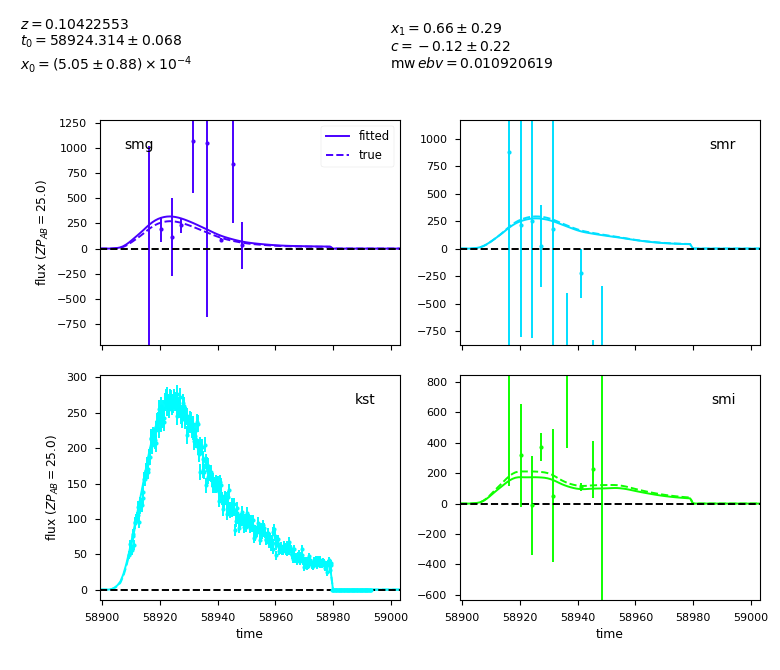 z = 0.10422553
t₀ = 58924.314 ± 0.068
x₀ = (5.05 ± 0.88) × 10⁻⁴
x₁ = 0.66 ± 0.29
c = −0.12 ± 0.22
mw ebv = 0.010920619
smg
fitted
true
1250
1000
750
500
250
0
−250
−500
−750
flux (ZP_AB = 25.0)
smr
1000
750
500
250
0
−250
−500
−750
kst
300
250
200
150
100
50
0
flux (ZP_AB = 25.0)
58900 58920 58940 58960 58980 59000
time
smi
800
600
400
200
0
−200
−400
−600
58900 58920 58940 58960 58980 59000
time